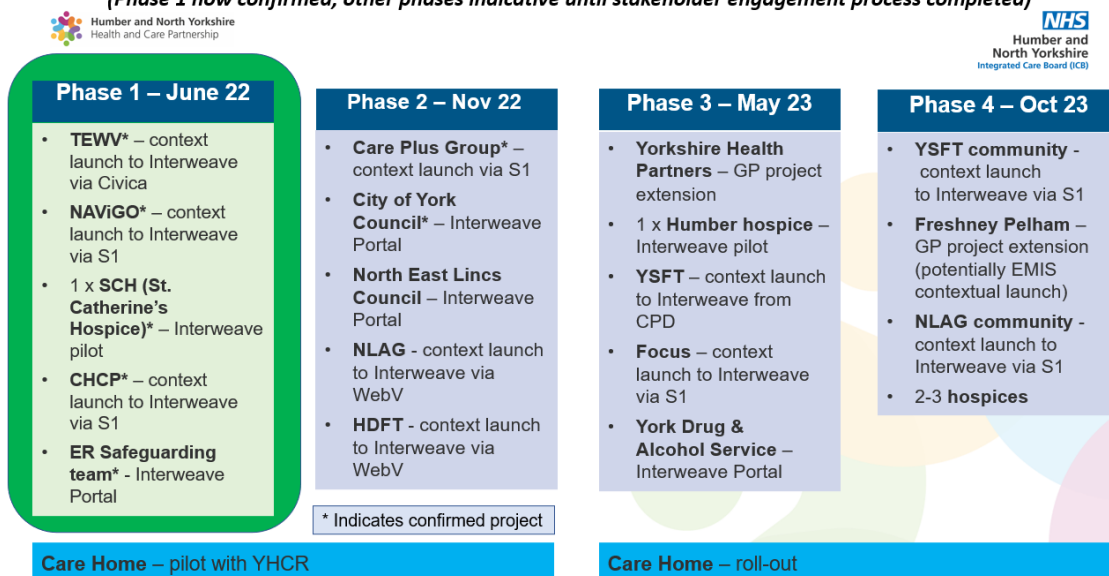 (Phase 1 now confirmed, other phases indicative until stakeholder engagement process completed)
Humber and North Yorkshire
Health and Care Partnership
NHS
Humber and
North Yorkshire
Integrated Care Board (ICB)
Phase 1 – June 22
• TEWV* – context
launch to Interweave
via Civica
• NAViGO* – context
launch to Interweave
via S1
• 1 x SCH (St.
Catherine's
Hospice)* – Interweave
pilot
• CHCP* – context
launch to Interweave
via S1
• ER Safeguarding
team* - Interweave
Portal
Phase 2 – Nov 22
• Care Plus Group* –
context launch via S1
• City of York
Council* – Interweave
Portal
• North East Lincs
Council – Interweave
Portal
• NLAG - context launch
to Interweave via
WebV
• HDFT - context launch
to Interweave via
WebV
* Indicates confirmed project
Phase 3 – May 23
• Yorkshire Health
Partners – GP project
extension
• 1 x Humber hospice –
Interweave pilot
• YSFT – context launch
to Interweave from
CPD
• Focus – context
launch to Interweave
via S1
• York Drug &
Alcohol Service –
Interweave Portal
Phase 4 – Oct 23
• YSFT community -
context launch
to Interweave via S1
• Freshney Pelham –
GP project extension
(potentially EMIS
contextual launch)
• NLAG community -
context launch to
Interweave via S1
• 2-3 hospices
Care Home – pilot with YHCR
Care Home – roll-out